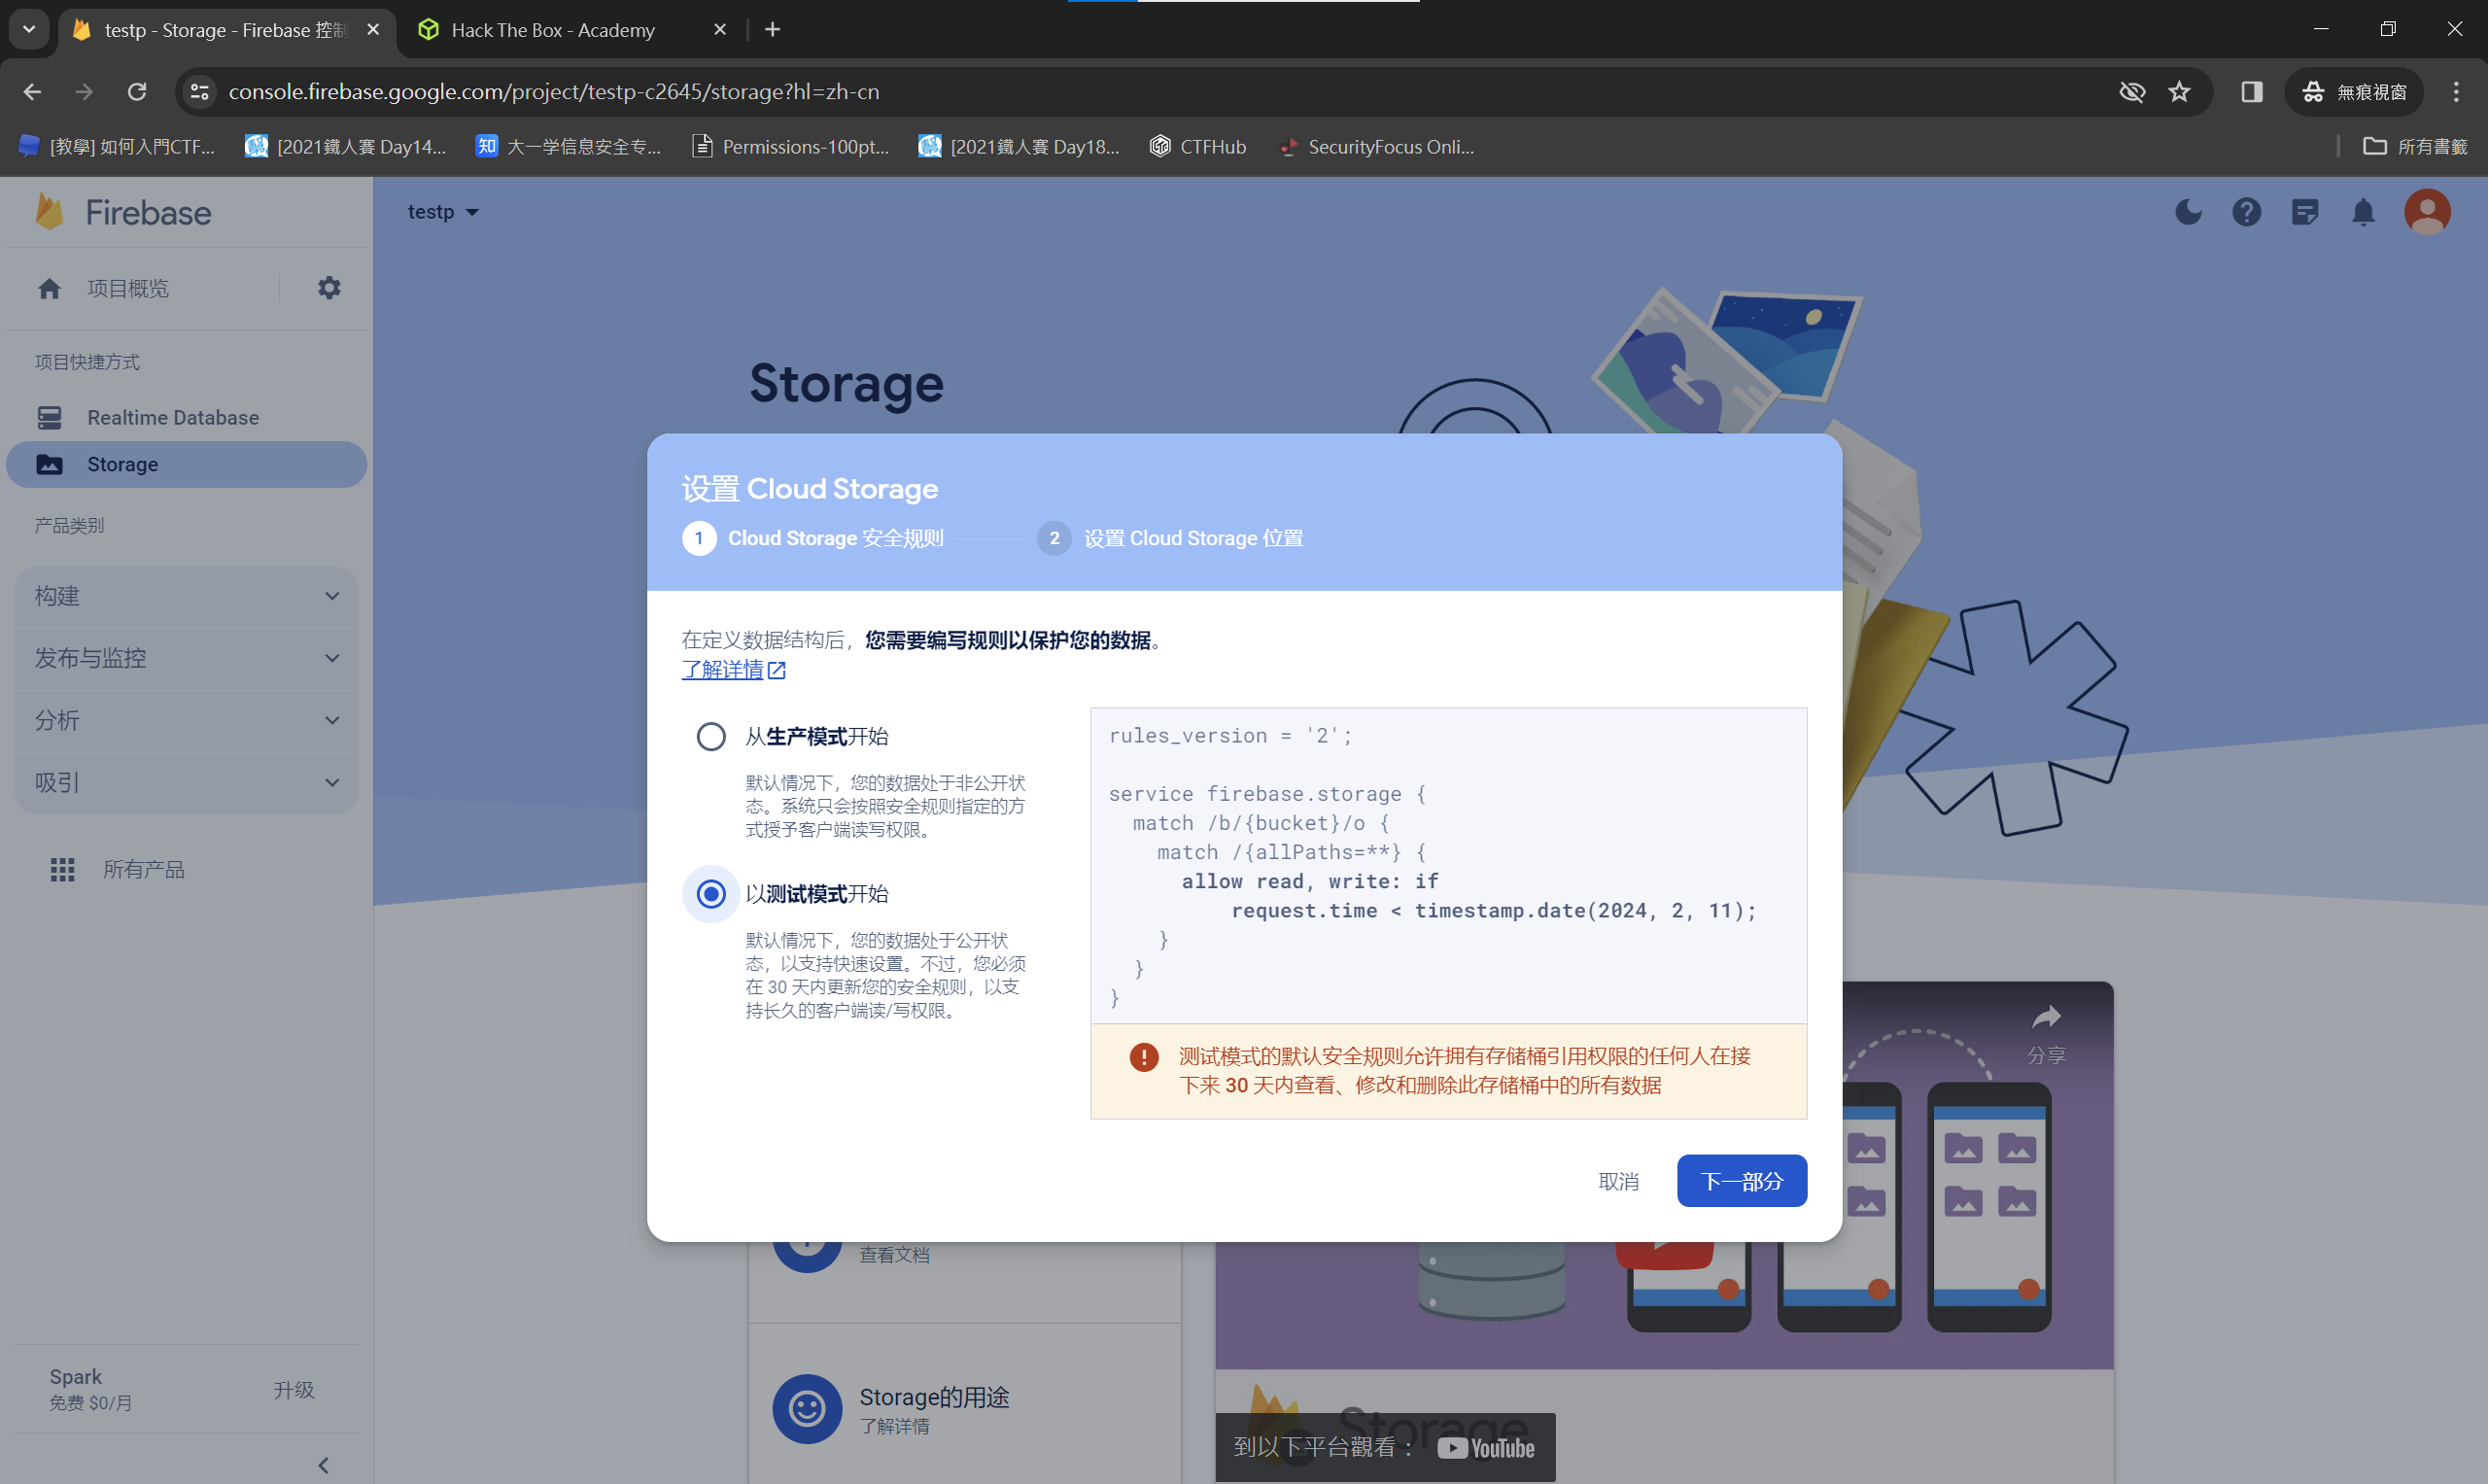 testp - Storage - Firebase 控制
Hack The Box - Academy
console.firebase.google.com/project/testp-c2645/storage?hl=zh-cn
無痕視窗
[教學] 如何入門CTF...
[2021鐵人賽 Day14...
知 大一学信息安全专...
Permissions-100pt...
[2021鐵人賽 Day18...
CTFHub
SecurityFocus Onli...
所有書籤
Firebase
testp
项目概览
项目快捷方式
Realtime Database
Storage
产品类别
构建
发布与监控
分析
吸引
所有产品
Spark
免费 $0/月
升级
Storage
设置 Cloud Storage
1 Cloud Storage 安全规则
2 设置 Cloud Storage 位置
在定义数据结构后，您需要编写规则以保护您的数据。
了解详情
从生产模式开始
默认情况下，您的数据处于非公开状
态。系统只会按照安全规则指定的方
式授予客户端读写权限。
以测试模式开始
默认情况下，您的数据处于公开状
态，以支持快速设置。不过，您必须
在 30 天内更新您的安全规则，以支
持长久的客户端读/写权限。
rules_version = '2';
service firebase.storage {
match /b/{bucket}/o {
match /{allPaths=**} {
allow read, write: if
request.time < timestamp.date(2024, 2, 11);
}
}
}
测试模式的默认安全规则允许拥有存储桶引用权限的任何人在接
下来 30 天内查看、修改和删除此存储桶中的所有数据
取消
下一部分
查看文档
Storage的用途
了解详情
分享
Storage
到以下平台觀看：
YouTube